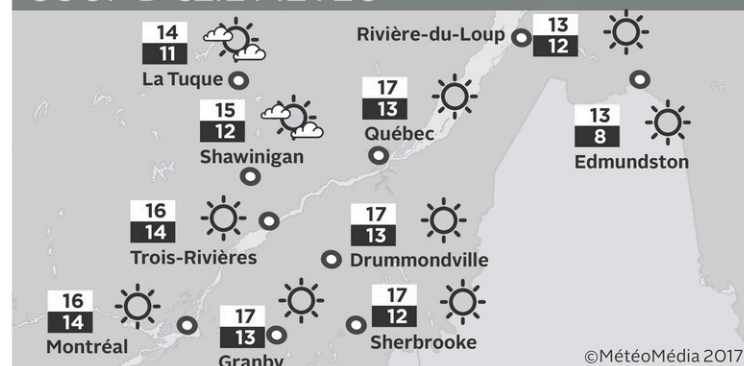 14
11
La Tuque
Rivière-du-Loup
13
12
15
12
Shawinigan
17
13
Québec
13
8
Edmundston
16
14
Trois-Rivières
17
13
Drummondville
16
14
Montréal
17
13
Granby
17
12
Sherbrooke
©MétéoMédia 2017